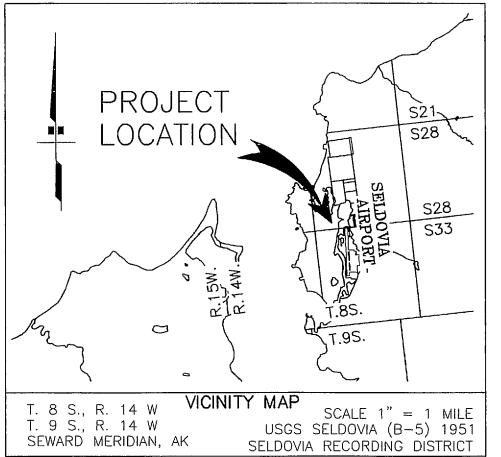 PROJECT
LOCATION
S21
S28
SELDOVIA
AIRPORT
S28
S33
R.15W.
R.14W.
T.8S.
T.9S.
VICINITY MAP
T. 8 S., R. 14 W
T. 9 S., R. 14 W
SEWARD MERIDIAN, AK
SCALE 1" = 1 MILE
USGS SELDOVIA (B-5) 1951
SELDOVIA RECORDING DISTRICT